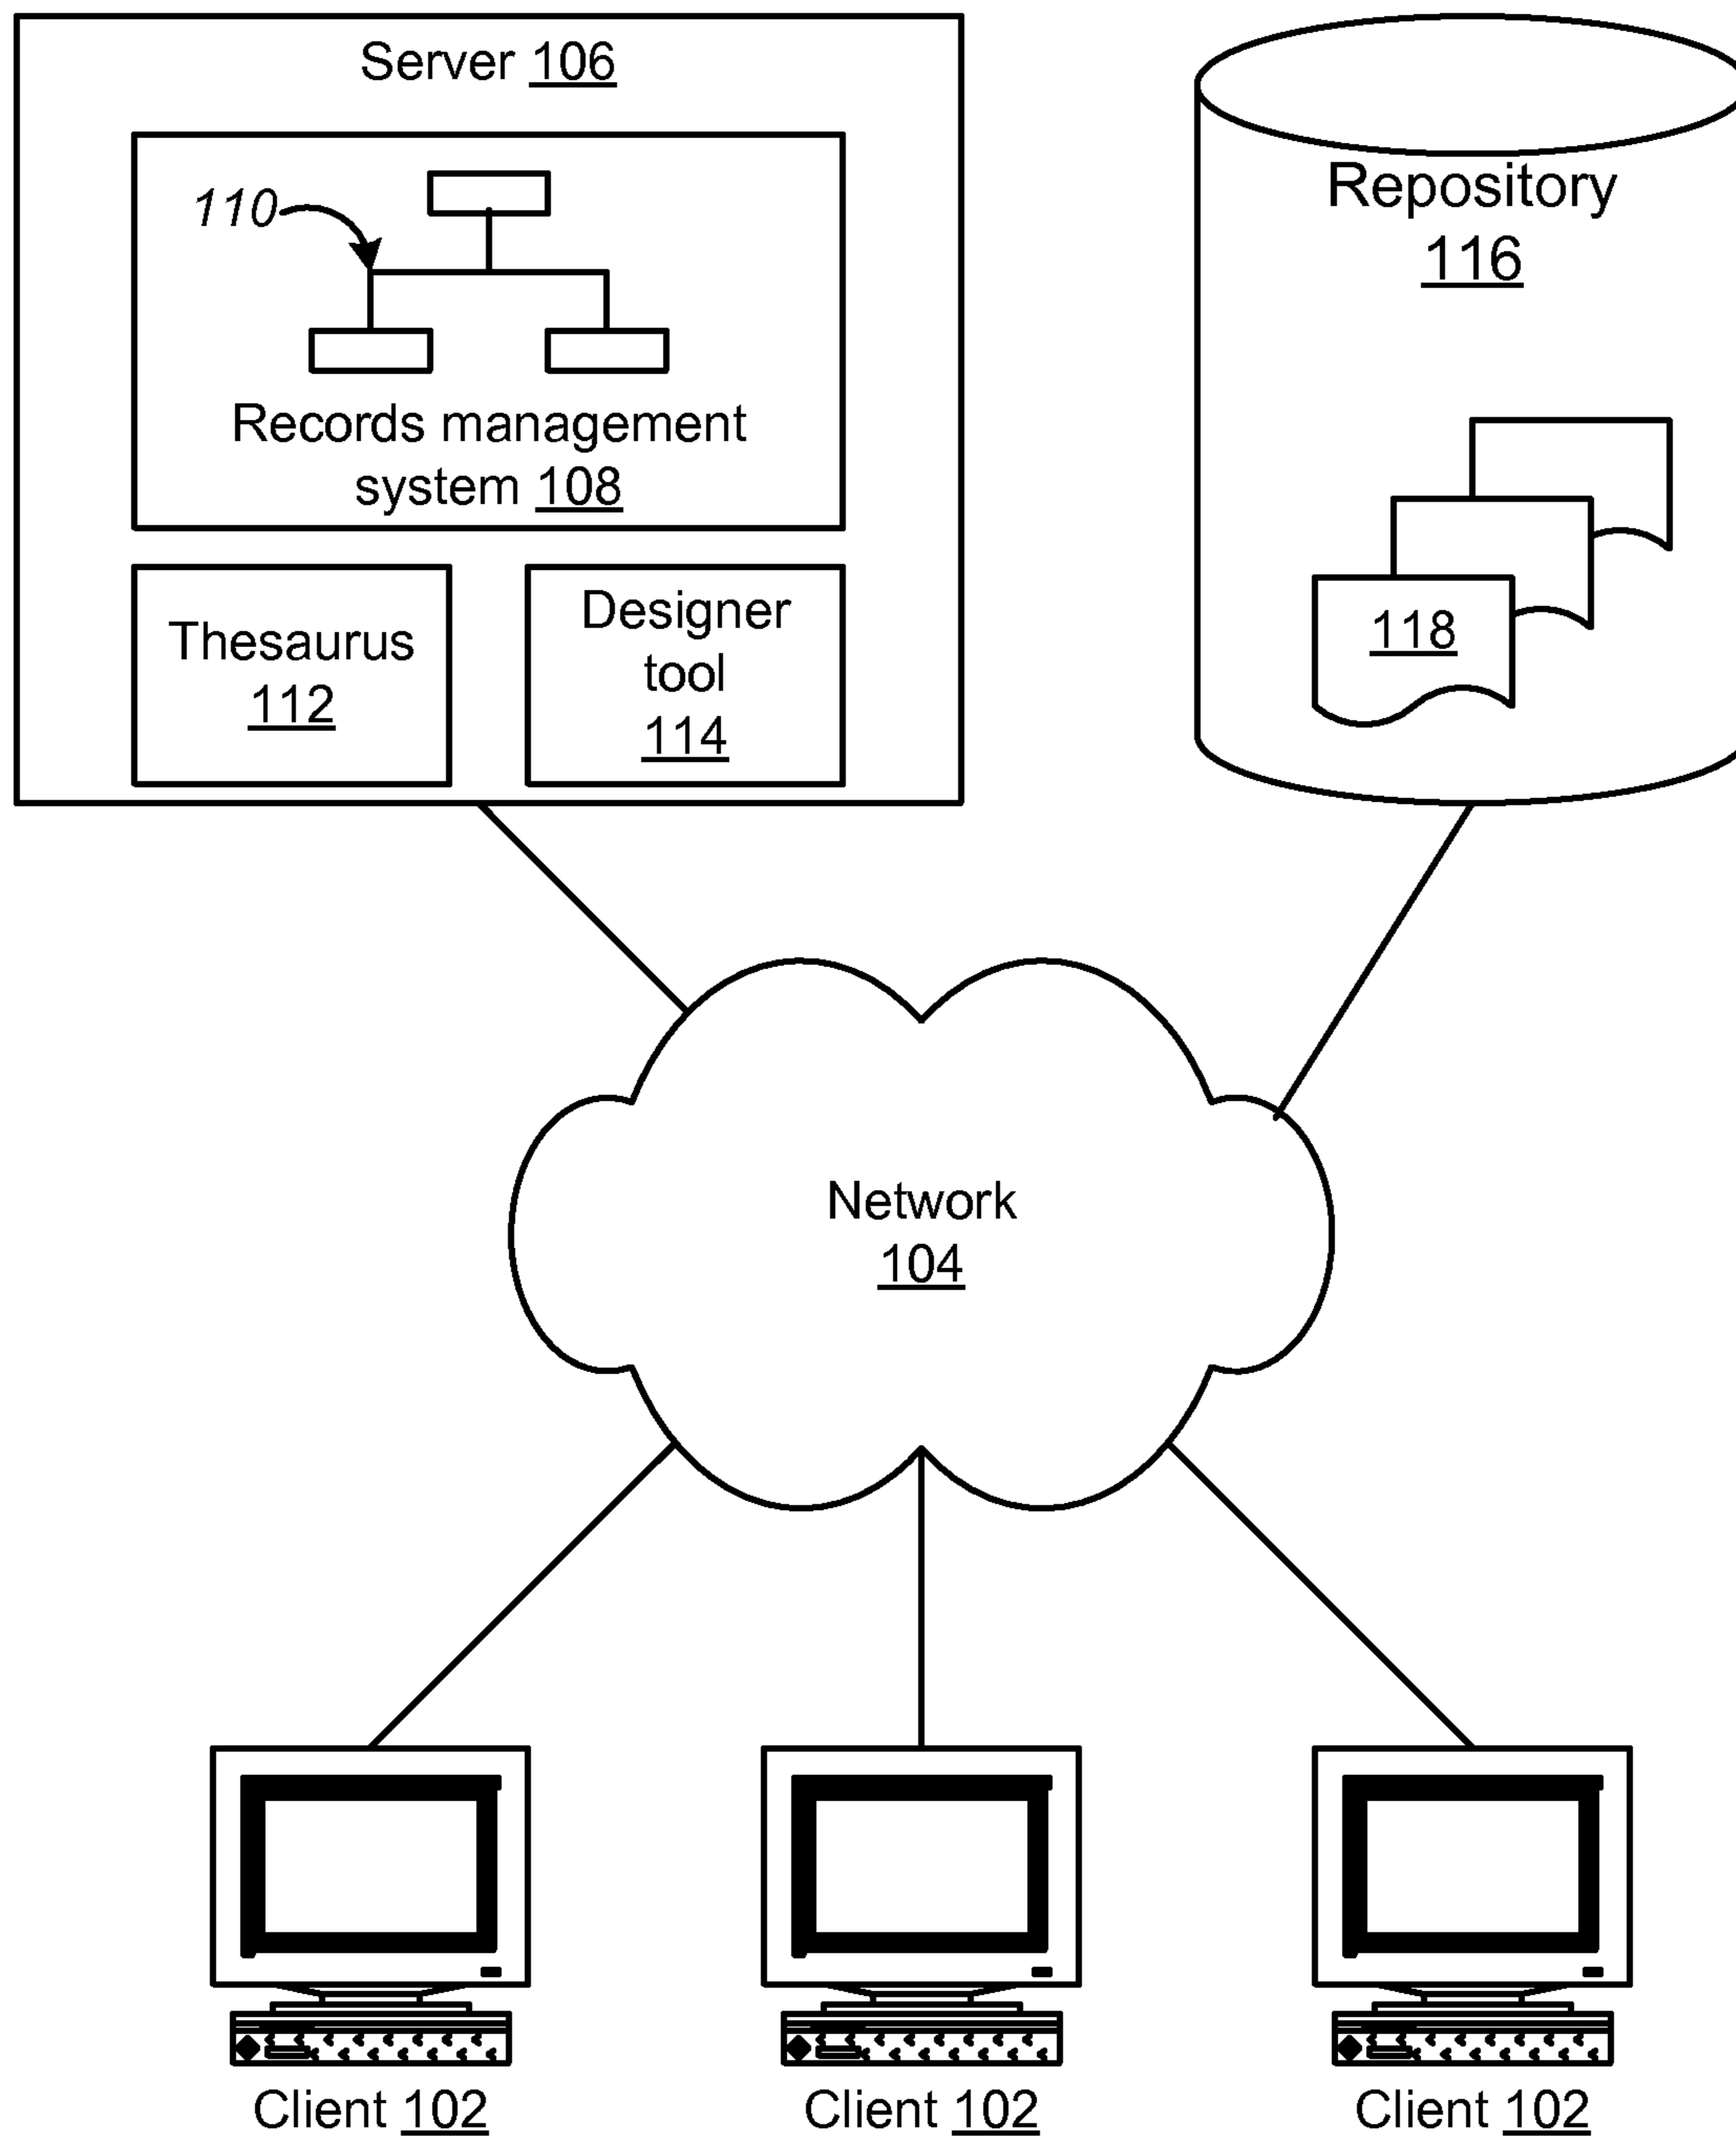 Server 106
110
Records management
system 108
Thesaurus
112
Designer
tool
114
Repository
116
118
Network
104
Client 102
Client 102
Client 102